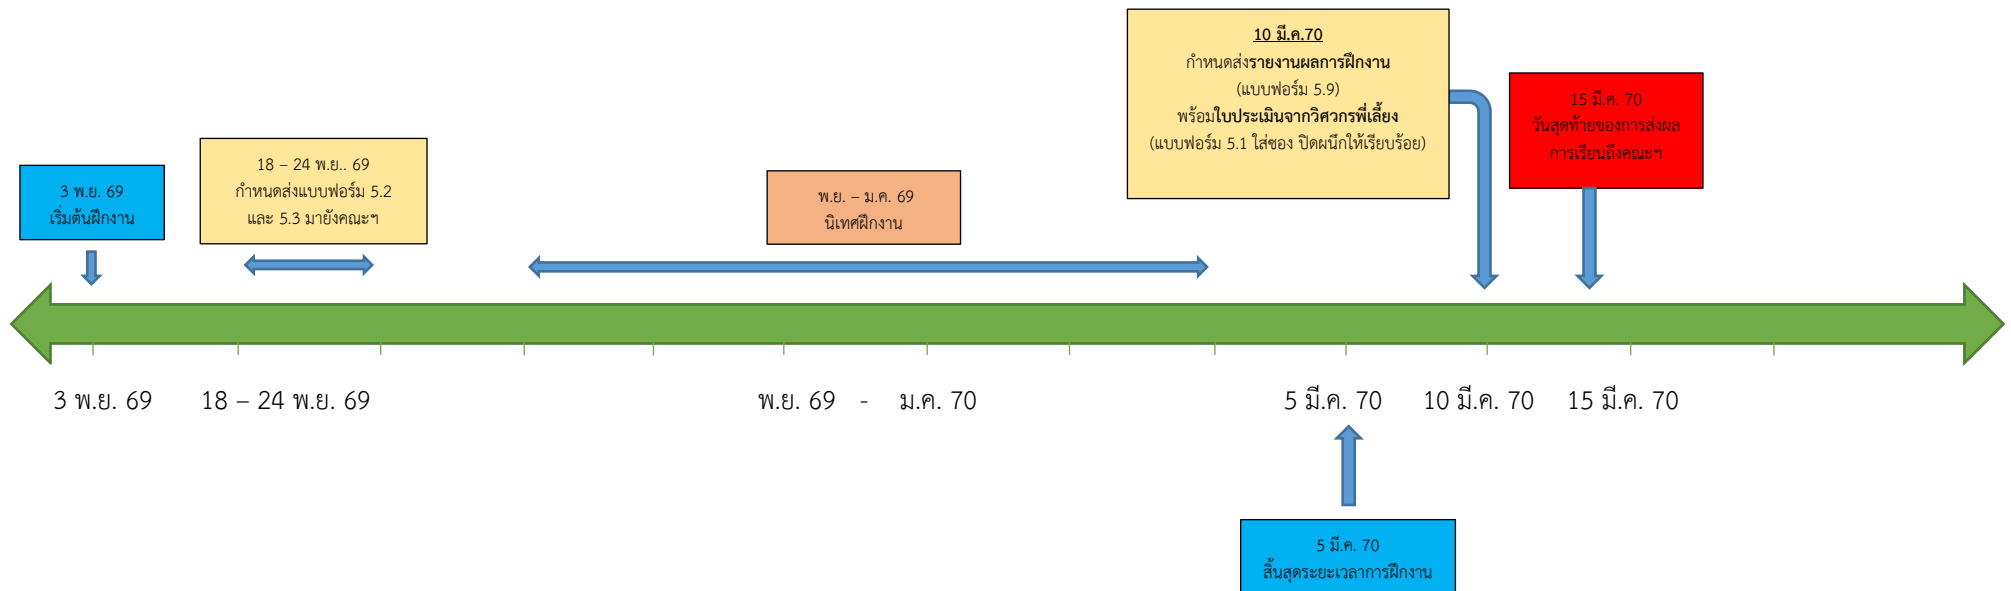 10 มี.ค.70
กำหนดส่งรายงานผลการฝึกงาน
(แบบฟอร์ม 5.9)
พร้อมใบประเมินจากวิศวกรพี่เลี้ยง
(แบบฟอร์ม 5.1 ใส่ซอง ปิดผนึกให้เรียบร้อย)
15 มี.ค. 70
วันสุดท้ายของการส่งผล
การเรียนถึงคณะฯ
18 – 24 พ.ย.. 69
กำหนดส่งแบบฟอร์ม 5.2
และ 5.3 มายังคณะฯ
3 พ.ย. 69
เริ่มต้นฝึกงาน
พ.ย. – ม.ค. 69
นิเทศฝึกงาน
3 พ.ย. 69
18 – 24 พ.ย. 69
พ.ย. 69 - ม.ค. 70
5 มี.ค. 70
10 มี.ค. 70
15 มี.ค. 70
5 มี.ค. 70
สิ้นสุดระยะเวลาการฝึกงาน